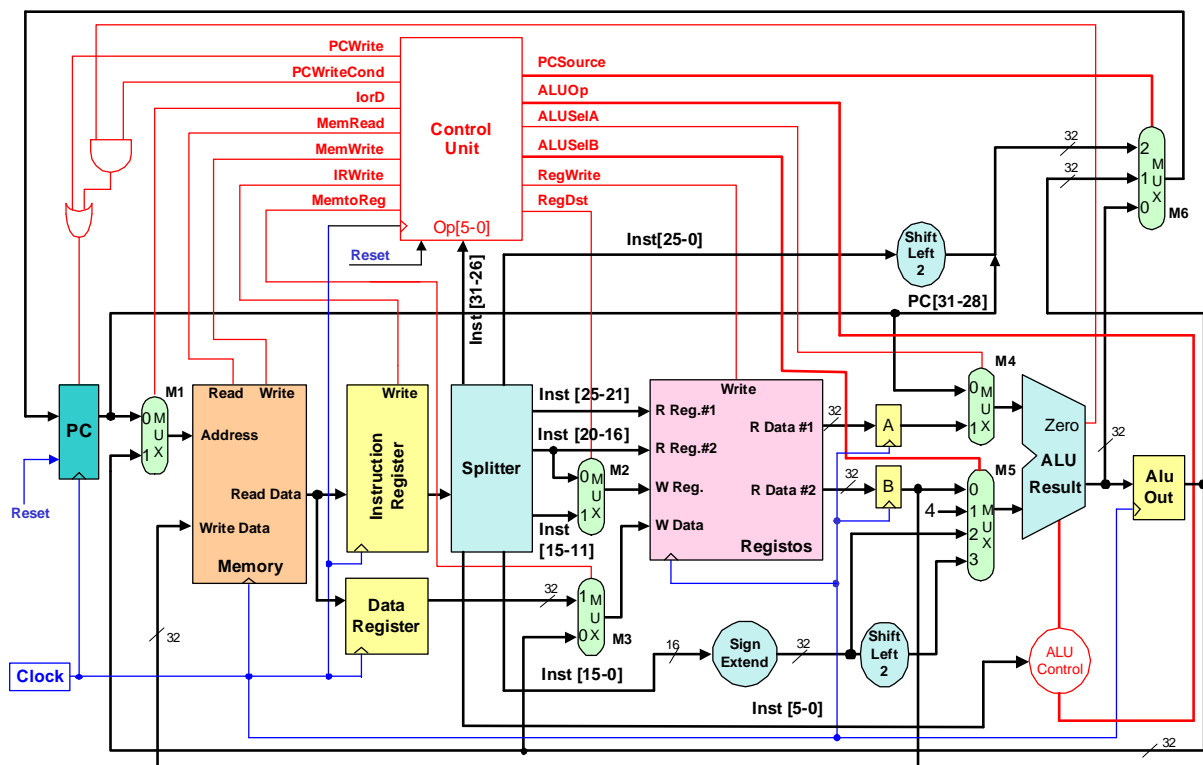 PCWrite
PCWriteCond
IorD
MemRead
MemWrite
IRWrite
MemtoReg
Control
Unit
Op[5-0]
PCSource
ALUOp
ALUSelA
ALUSelB
RegWrite
RegDst
Reset
Inst [31-26]
Inst[25-0]
Shift
Left
2
PC[31-28]
32
32
2
1
0
M
U
X
M6
PC
Reset
M1
0
1
M
U
X
Read
Write
Address
Read Data
Write Data
Memory
Write
Instruction
Register
Data
Register
Splitter
Inst [25-21]
Inst [20-16]
Inst
[15-11]
M2
0
1
M
U
X
1
0
M
U
X
M3
32
Write
R Reg.#1
R Reg.#2
W Reg.
W Data
R Data #1
R Data #2
Registos
32
32
A
B
M4
0
1
M
U
X
M5
0
1
2
3
M
U
X
4
Zero
ALU
Result
32
Alu
Out
Inst [15-0]
16
Sign
Extend
32
Shift
Left
2
ALU
Control
Inst [5-0]
32
32
Clock